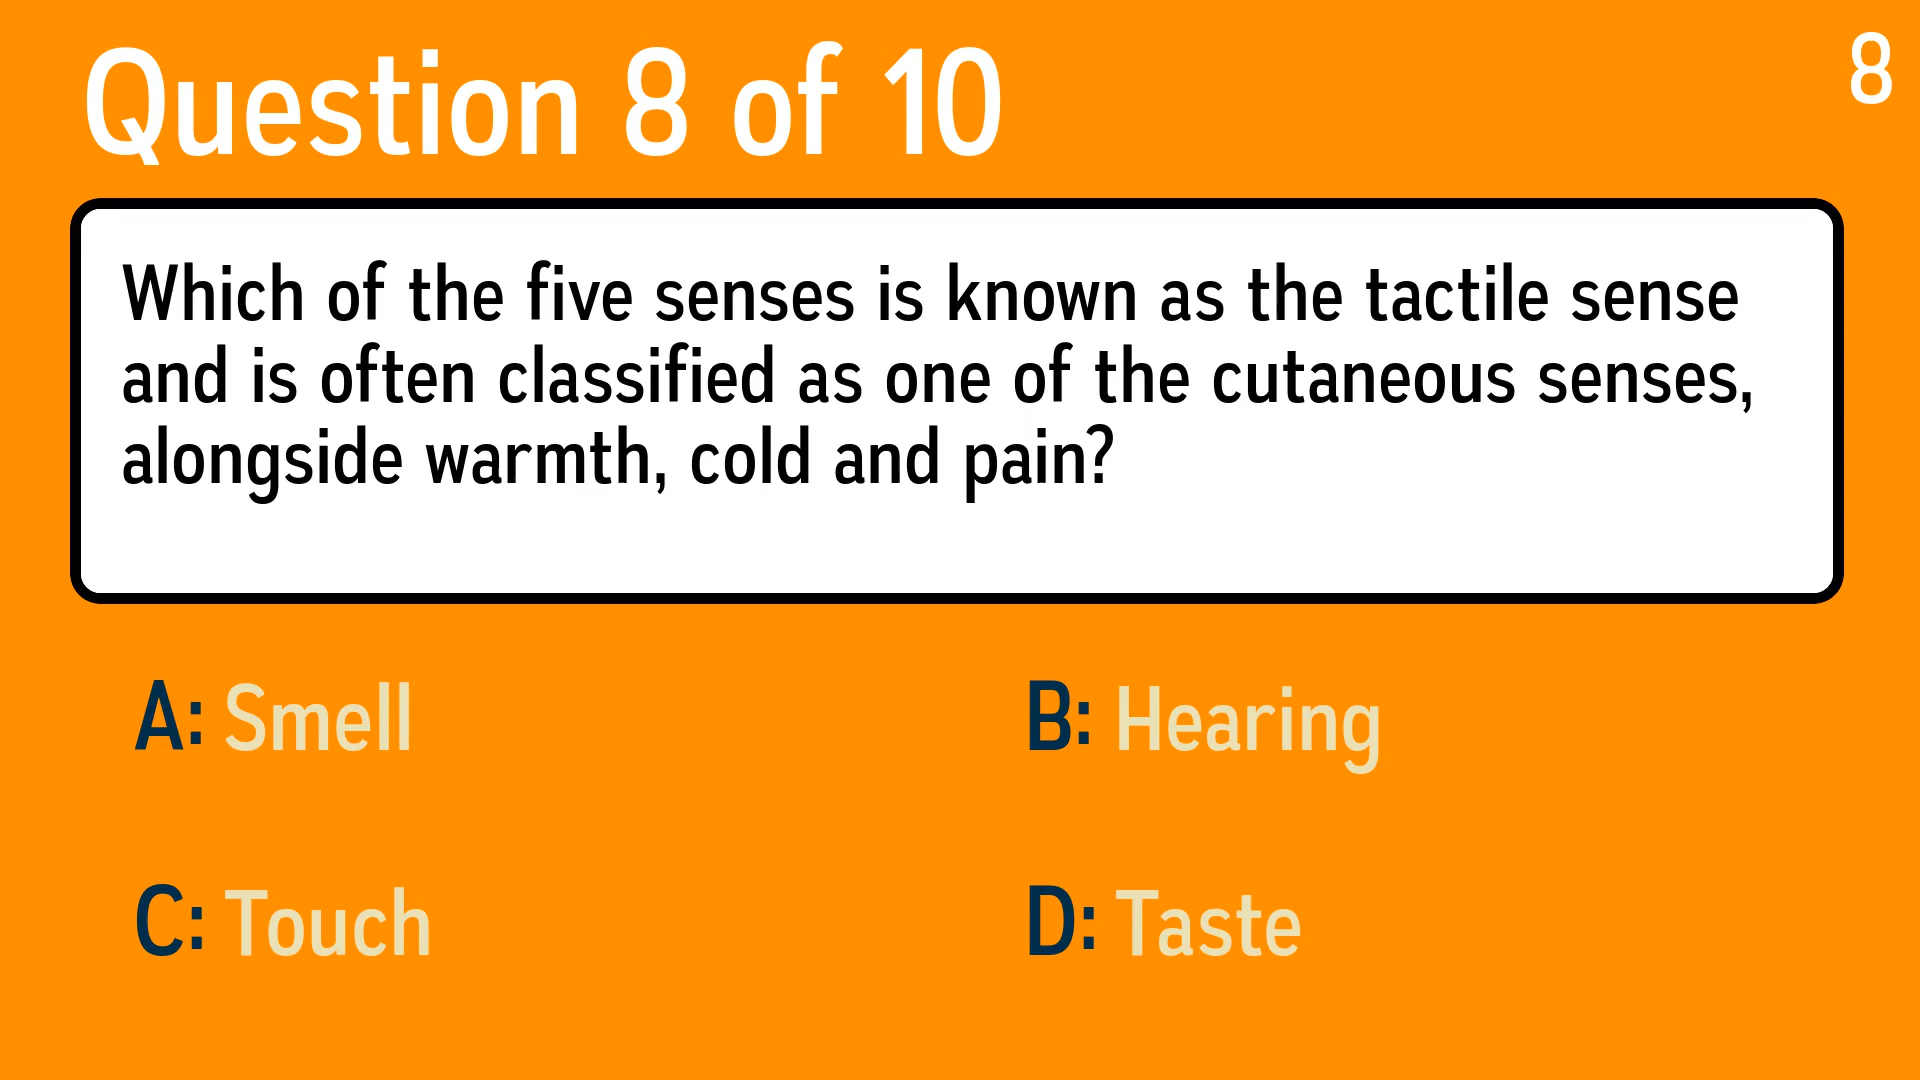 Question 8 of 10
8
Which of the five senses is known as the tactile sense
and is often classified as one of the cutaneous senses,
alongside warmth, cold and pain?
A: Smell
B: Hearing
C: Touch
D: Taste